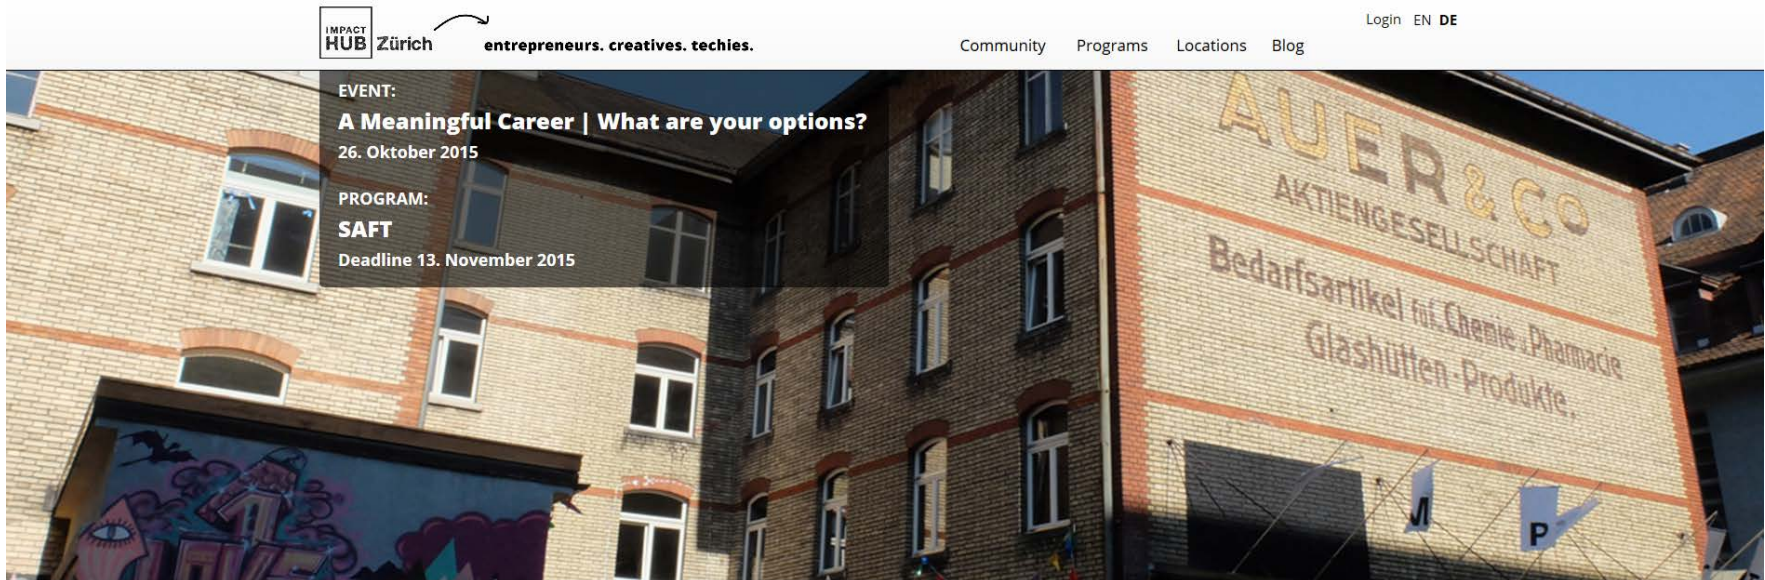 IMPACT
HUB Zürich
entrepreneurs. creatives. techies.
Login EN DE
Community Programs Locations Blog
EVENT:
A Meaningful Career | What are your options?
26. Oktober 2015
PROGRAM:
SAFT
Deadline 13. November 2015
AUER & CO
AKTIENGESELLSCHAFT
Bedarfsartikel für Chemie u. Pharmacie
Glashütten-Produkte.
M P